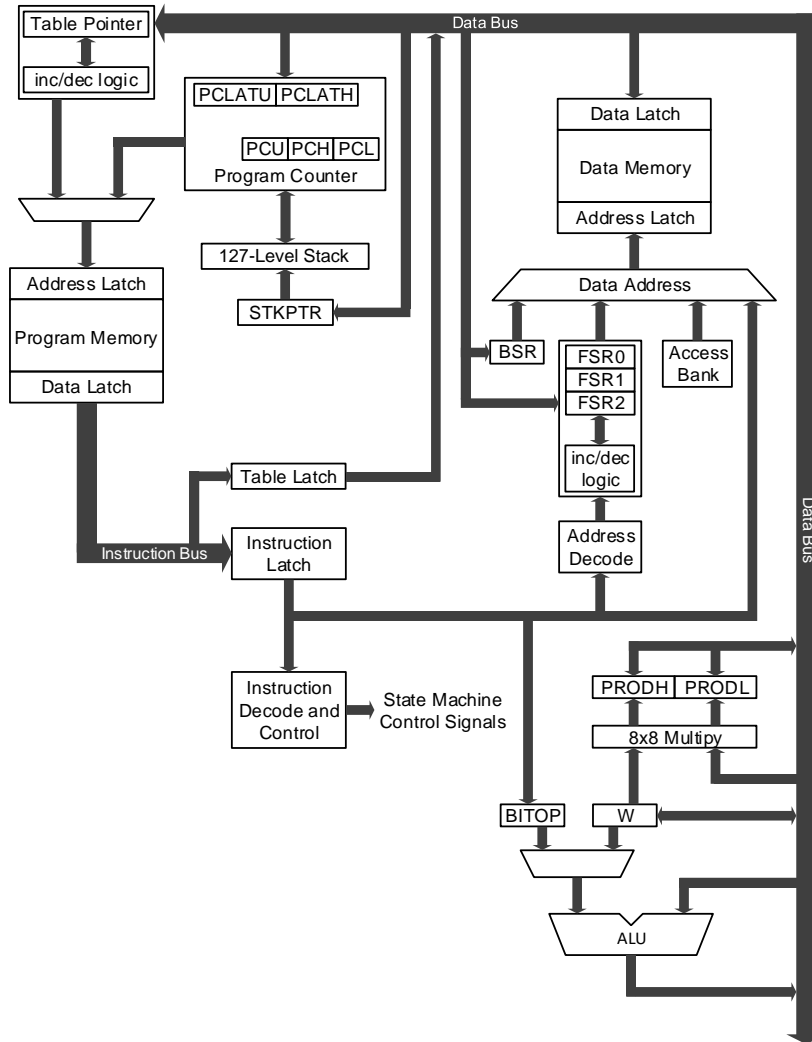 Data Bus
Table Pointer
inc/dec logic
PCLATU PCLATH
PCU PCH PCL
Program Counter
Data Latch
Data Memory
Address Latch
127-Level Stack
STKPTR
Address Latch
Program Memory
Data Latch
Data Address
BSR
FSR0
FSR1
FSR2
inc/dec
logic
Access
Bank
Table Latch
Instruction Bus
Instruction
Latch
Address
Decode
Data Bus
Instruction
Decode and
Control
State Machine
Control Signals
PRODH PRODL
8x8 Multipy
BITOP
W
ALU